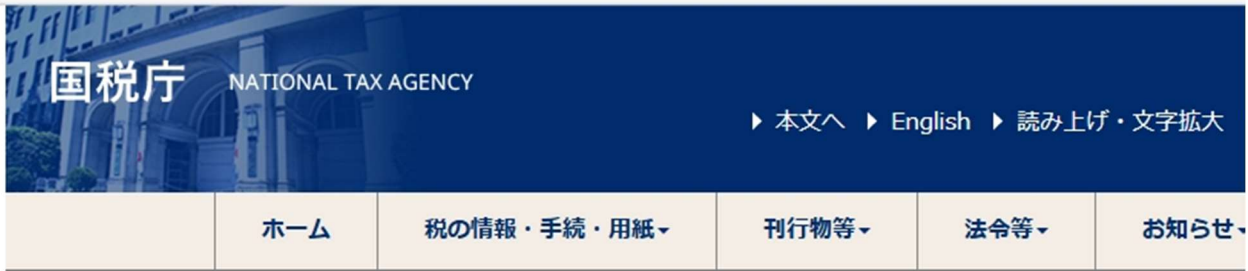 国税庁 NATIONAL TAX AGENCY
本文へ English 読み上げ・文字拡大
ホーム 税の情報・手続・用紙 刊行物等 法令等 お知らせ